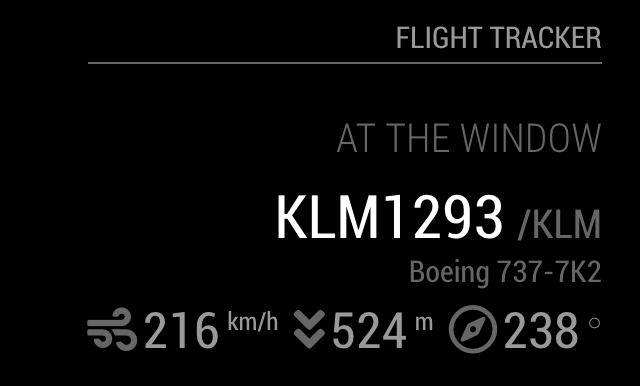 FLIGHT TRACKER
AT THE WINDOW
KLM1293 /KLM
Boeing 737-7K2
216 km/h 524 m 238 °